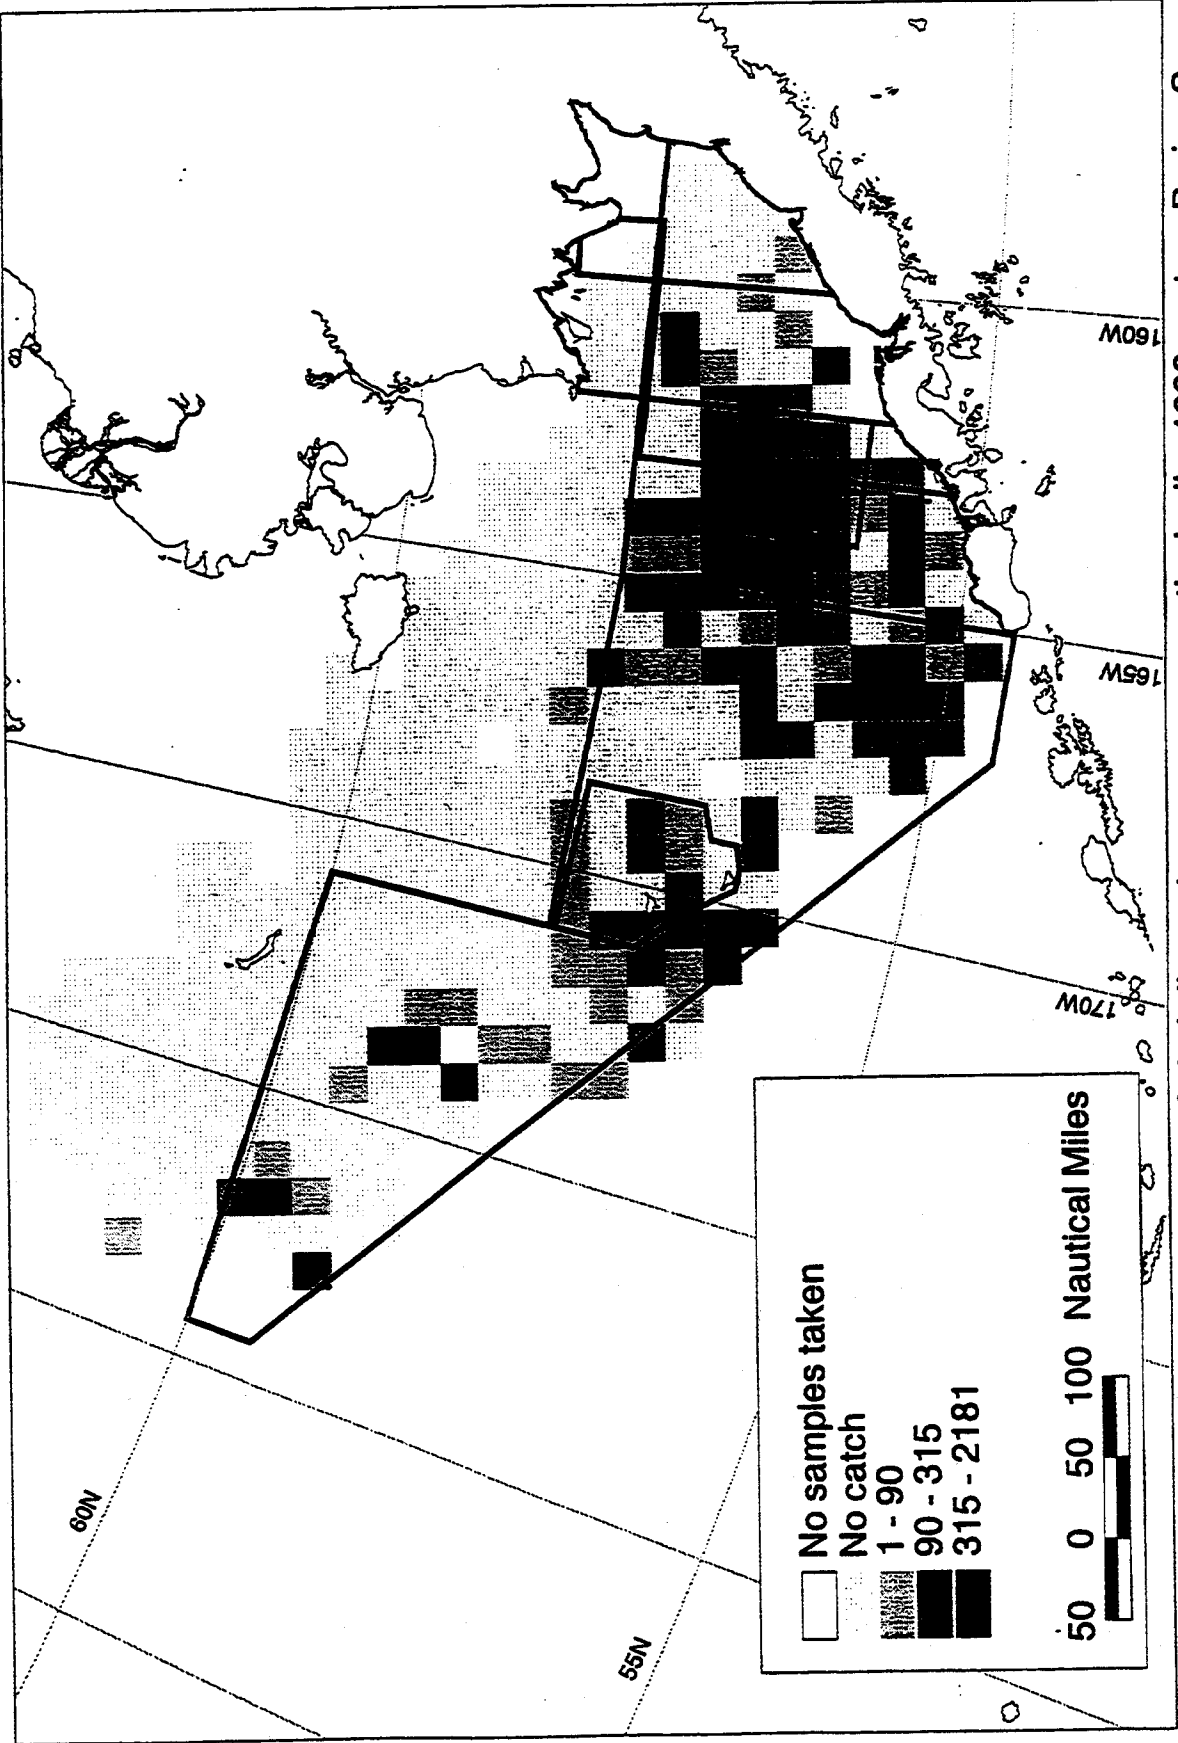 60N
55N
160W
165W
170W
No samples taken
No catch
1 - 90
90 - 315
315 - 2181
50 0 50 100 Nautical Miles